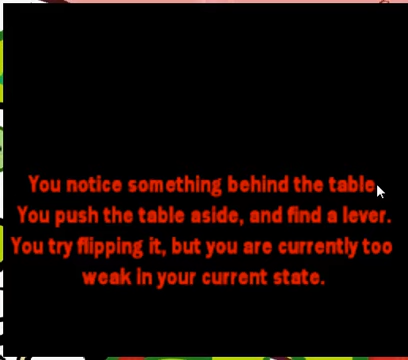 You notice something behind the table.
You push the table aside, and find a lever.
You try flipping it, but you are currently too
weak in your current state.